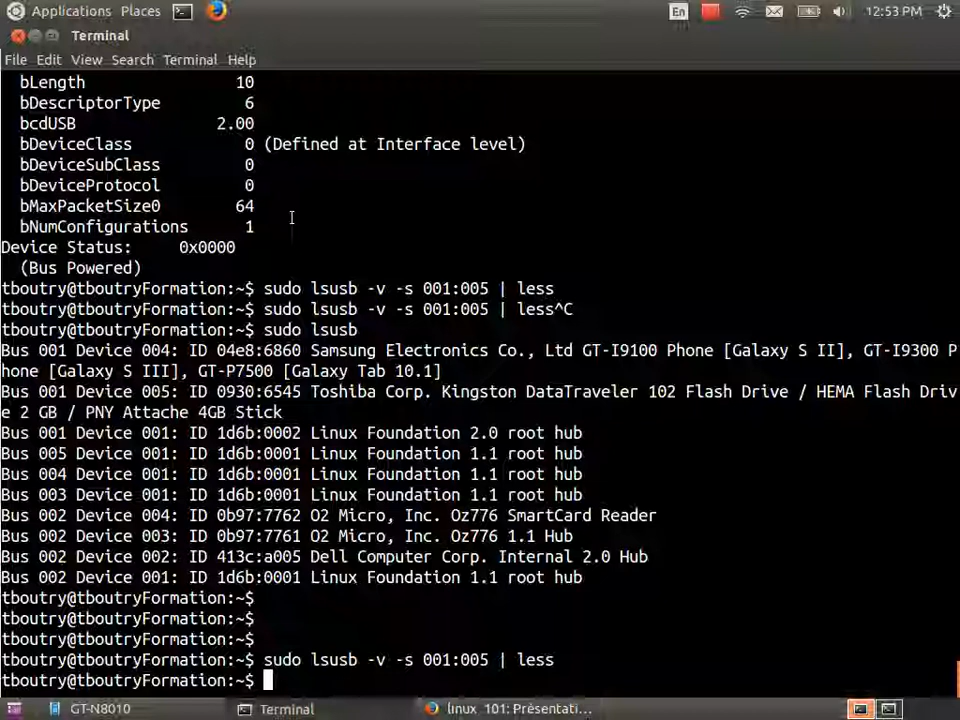 Applications Places En 12:53 PM
Terminal
File Edit View Search Terminal Help
bLength 10
bDescriptorType 6
bcdUSB 2.00
bDeviceClass 0 (Defined at Interface level)
bDeviceSubClass 0
bDeviceProtocol 0
bMaxPacketSize0 64
bNumConfigurations 1
Device Status: 0x0000
(Bus Powered)
tboutry@tboutryFormation:~$ sudo lsusb -v -s 001:005 | less
tboutry@tboutryFormation:~$ sudo lsusb -v -s 001:005 | less^C
tboutry@tboutryFormation:~$ sudo lsusb
Bus 001 Device 004: ID 04e8:6860 Samsung Electronics Co., Ltd GT-I9100 Phone [Galaxy S II], GT-I9300 P
hone [Galaxy S III], GT-P7500 [Galaxy Tab 10.1]
Bus 001 Device 005: ID 0930:6545 Toshiba Corp. Kingston DataTraveler 102 Flash Drive / HEMA Flash Driv
e 2 GB / PNY Attache 4GB Stick
Bus 001 Device 001: ID 1d6b:0002 Linux Foundation 2.0 root hub
Bus 005 Device 001: ID 1d6b:0001 Linux Foundation 1.1 root hub
Bus 004 Device 001: ID 1d6b:0001 Linux Foundation 1.1 root hub
Bus 003 Device 001: ID 1d6b:0001 Linux Foundation 1.1 root hub
Bus 002 Device 004: ID 0b97:7762 O2 Micro, Inc. Oz776 SmartCard Reader
Bus 002 Device 003: ID 0b97:7761 O2 Micro, Inc. Oz776 1.1 Hub
Bus 002 Device 002: ID 413c:a005 Dell Computer Corp. Internal 2.0 Hub
Bus 002 Device 001: ID 1d6b:0001 Linux Foundation 1.1 root hub
tboutry@tboutryFormation:~$
tboutry@tboutryFormation:~$
tboutry@tboutryFormation:~$
tboutry@tboutryFormation:~$ sudo lsusb -v -s 001:005 | less
tboutry@tboutryFormation:~$
GT-N8010 Terminal linux_101: Présentati...